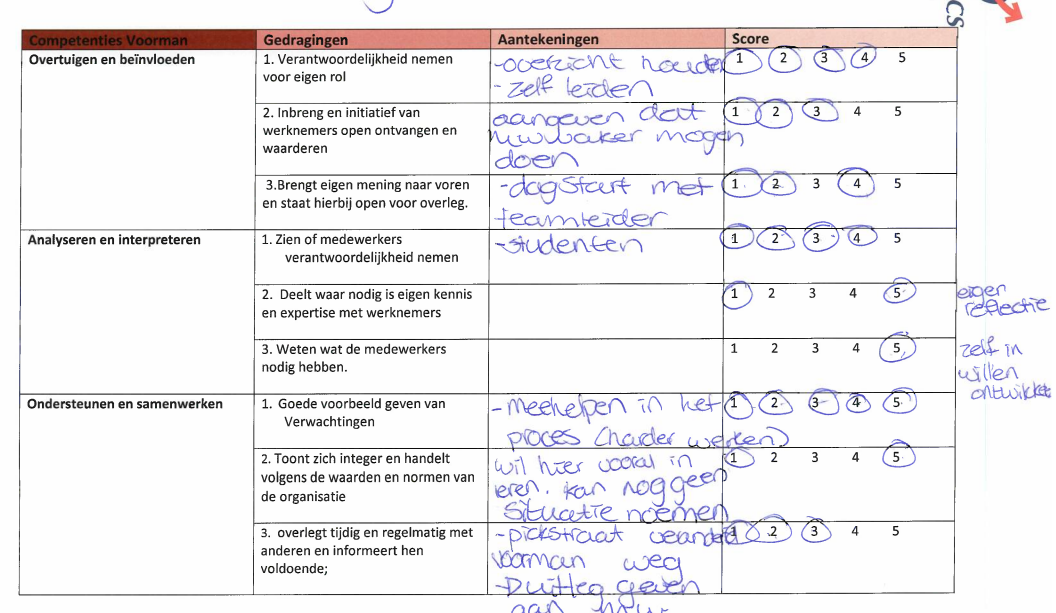 CS
Competenties Voorman Gedragingen Aantekeningen Score
Overtuigen en beïnvloeden
1. Verantwoordelijkheid nemen
voor eigen rol
-overzicht houden
- zelf leiden
1 2 3 4 5
2. Inbreng en initiatief van
werknemers open ontvangen en
waarderen
aangeven dat
mogen
doen
1 2 3 4 5
3.Brengt eigen mening naar voren
en staat hierbij open voor overleg.
-dagstart met
teamleider
1 2 3 4 5
Analyseren en interpreteren
1. Zien of medewerkers
verantwoordelijkheid nemen
-studenten
1 2 3 4 5
2. Deelt waar nodig is eigen kennis
en expertise met werknemers
1 2 3 4 5
eigen
reflectie
3. Weten wat de medewerkers
nodig hebben.
1 2 3 4 5
zelf in
willen
Ondersteunen en samenwerken
1. Goede voorbeeld geven van
Verwachtingen
-meehelpen in het
proces (harder werken)
1 2 3 4 5
2. Toont zich integer en handelt
volgens de waarden en normen van
de organisatie
wil hier vooral in
leren. kan nog geen
situatie noemen
1 2 3 4 5
3. overlegt tijdig en regelmatig met
anderen en informeert hen
voldoende;
-pickstraat
voorman weg
geven
aan
1 2 3 4 5